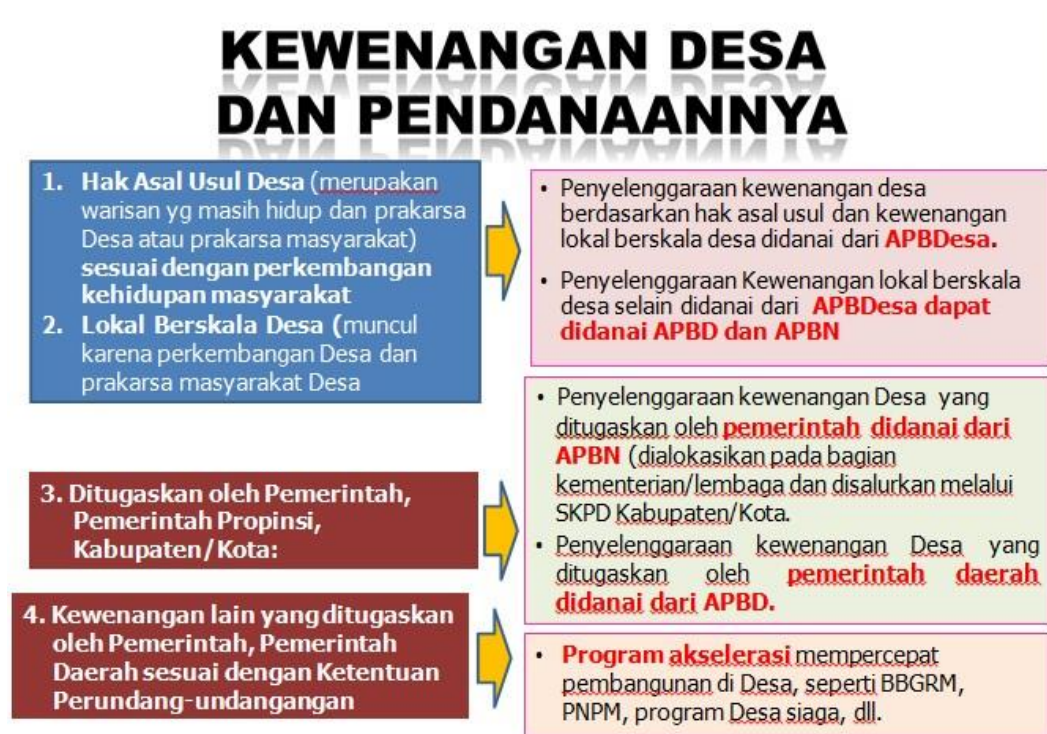 KEWENANGAN DESA
DAN PENDANAANNYA
1. Hak Asal Usul Desa (merupakan
warisan yg masih hidup dan prakarsa
Desa atau prakarsa masyarakat)
sesuai dengan perkembangan
kehidupan masyarakat
2. Lokal Berskala Desa (muncul
karena perkembangan Desa dan
prakarsa masyarakat Desa
• Penyelenggaraan kewenangan desa
berdasarkan hak asal usul dan kewenangan
lokal berskala desa didanai dari APBDesa.
• Penyelenggaraan Kewenangan lokal berskala
desa selain didanai dari APBDesa dapat
didanai APBD dan APBN
3. Ditugaskan oleh Pemerintah,
Pemerintah Propinsi,
Kabupaten/Kota:
• Penyelenggaraan kewenangan Desa yang
ditugaskan oleh pemerintah didanai dari
APBN (dialokasikan pada bagian
kementerian/lembaga dan disalurkan melalui
SKPD Kabupaten/Kota.
• Penyelenggaraan kewenangan Desa yang
ditugaskan oleh pemerintah daerah
didanai dari APBD.
4. Kewenangan lain yang ditugaskan
oleh Pemerintah, Pemerintah
Daerah sesuai dengan Ketentuan
Perundang-undangangan
• Program akselerasi mempercepat
pembangunan di Desa, seperti BBGRM,
PNPM, program Desa siaga, dll.